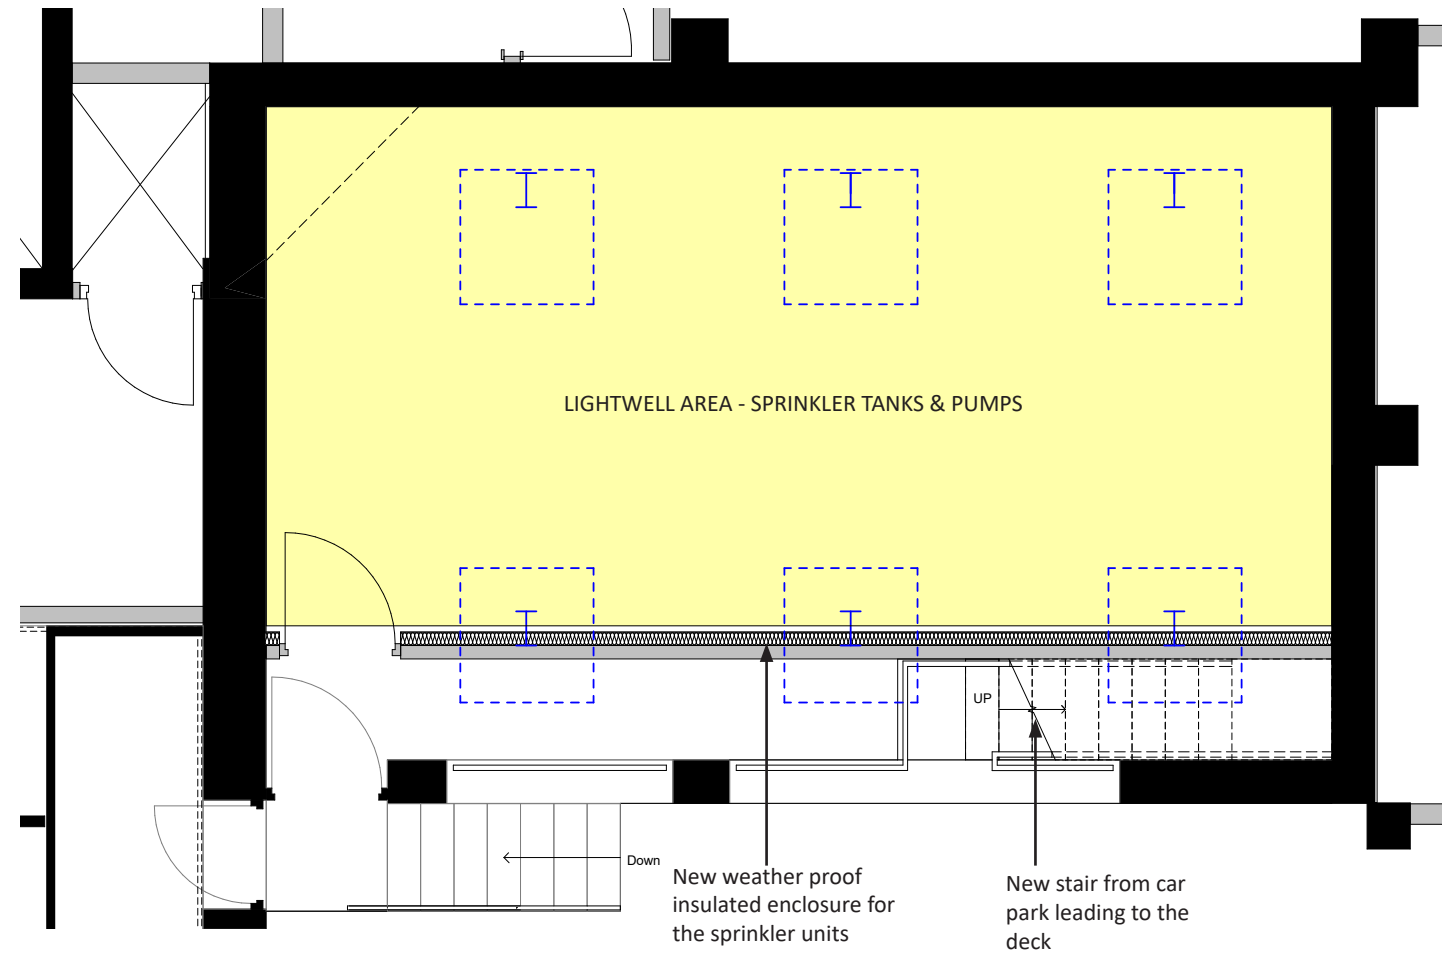 LIGHTWELL AREA - SPRINKLER TANKS & PUMPS
UP
Down
New weather proof
insulated enclosure for
the sprinkler units
New stair from car
park leading to the
deck